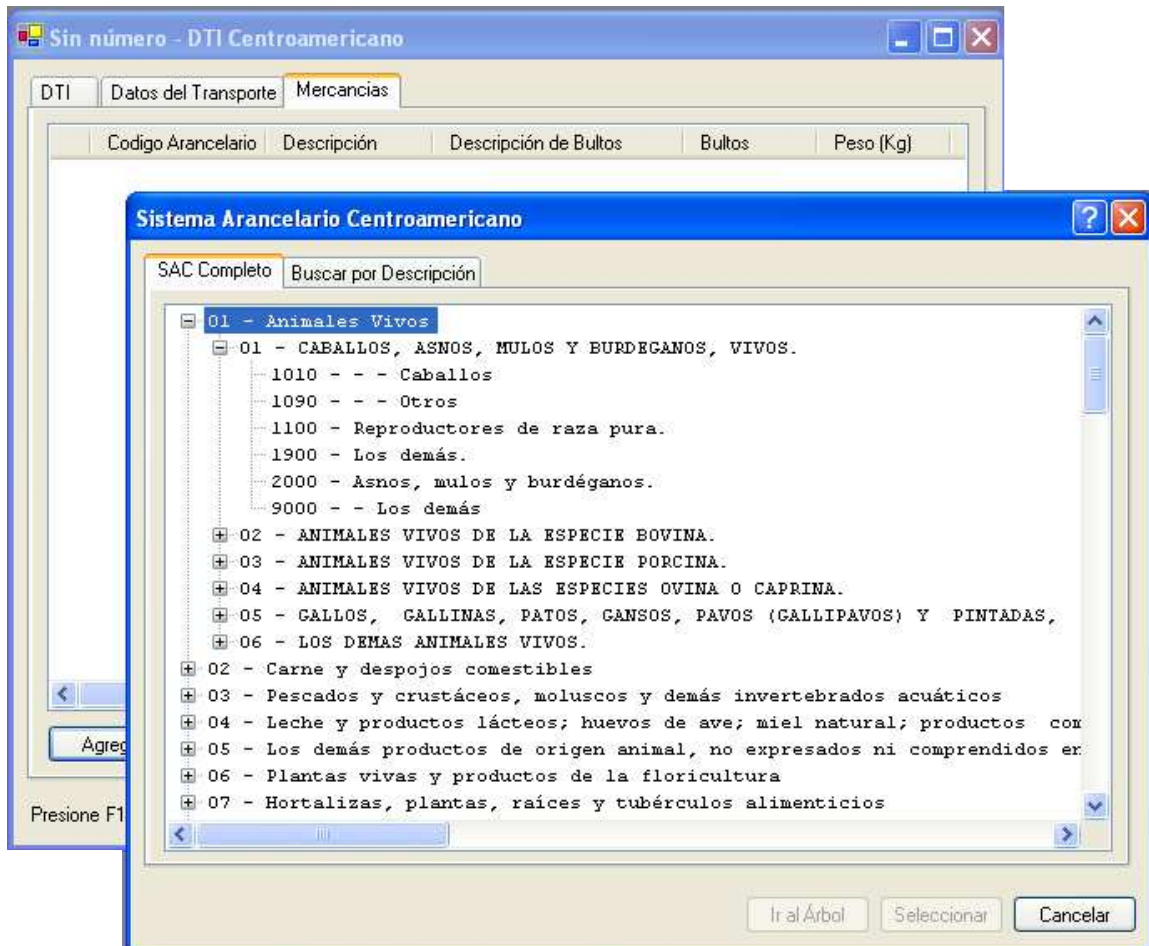 Sin número - DTI Centroamericano
DTI Datos del Transporte Mercancias
Codigo Arancelario Descripción Descripción de Bultos Bultos Peso (Kg)
Sistema Arancelario Centroamericano
SAC Completo Buscar por Descripción
01 - Animales Vivos
01 - CABALLOS, ASNOS, MULOS Y BURDEGANOS, VIVOS.
1010 - - - Caballos
1090 - - - Otros
1100 - Reproductores de raza pura.
1900 - Los demás.
2000 - Asnos, mulos y burdéganos.
9000 - - Los demás
02 - ANIMALES VIVOS DE LA ESPECIE BOVINA.
03 - ANIMALES VIVOS DE LA ESPECIE PORCINA.
04 - ANIMALES VIVOS DE LAS ESPECIES OVINA O CAPRINA.
05 - GALLOS,  GALLINAS, PATOS, GANSOS, PAVOS (GALLIPAVOS) Y  PINTADAS,
06 - LOS DEMAS ANIMALES VIVOS.
02 - Carne y despojos comestibles
03 - Pescados y crustáceos, moluscos y demás invertebrados acuáticos
04 - Leche y productos lácteos; huevos de ave; miel natural; productos  com
05 - Los demás productos de origen animal, no expresados ni comprendidos en
06 - Plantas vivas y productos de la floricultura
07 - Hortalizas, plantas, raíces y tubérculos alimenticios
Agreg
Presione F1
Ir al Árbol Seleccionar Cancelar